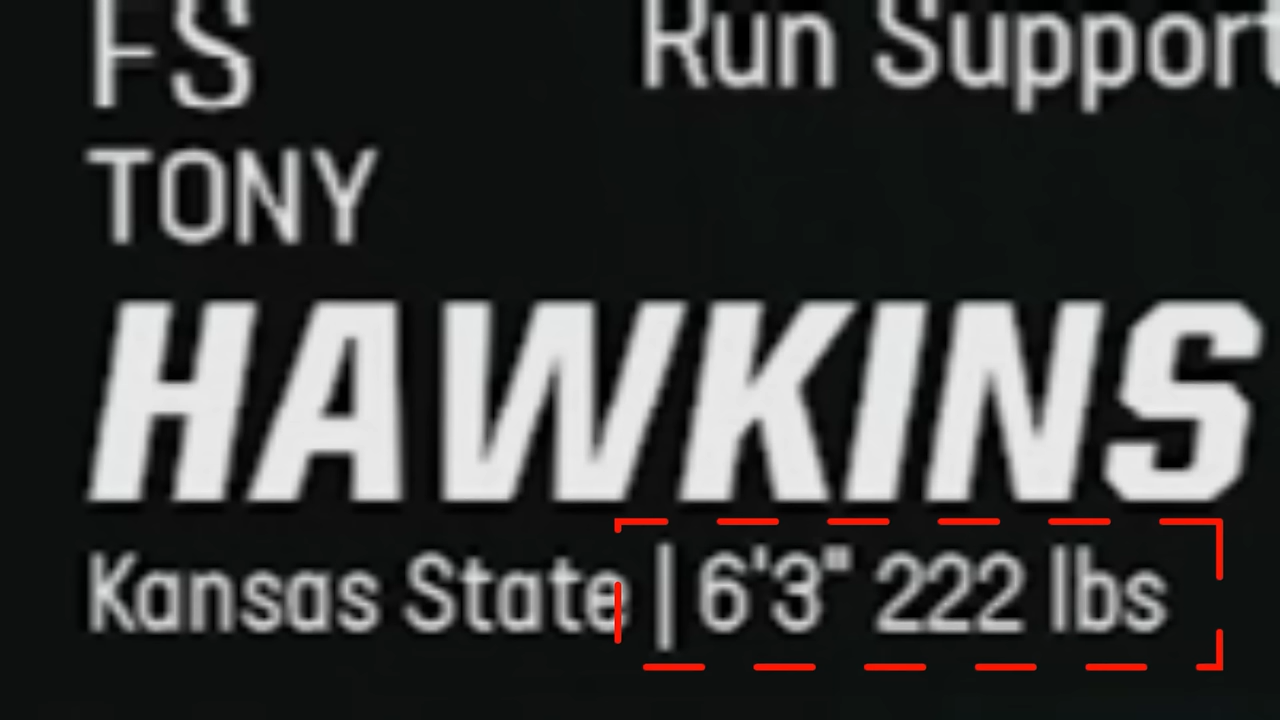 FS
Run Support
TONY
HAWKINS
Kansas State | 6'3" 222 lbs